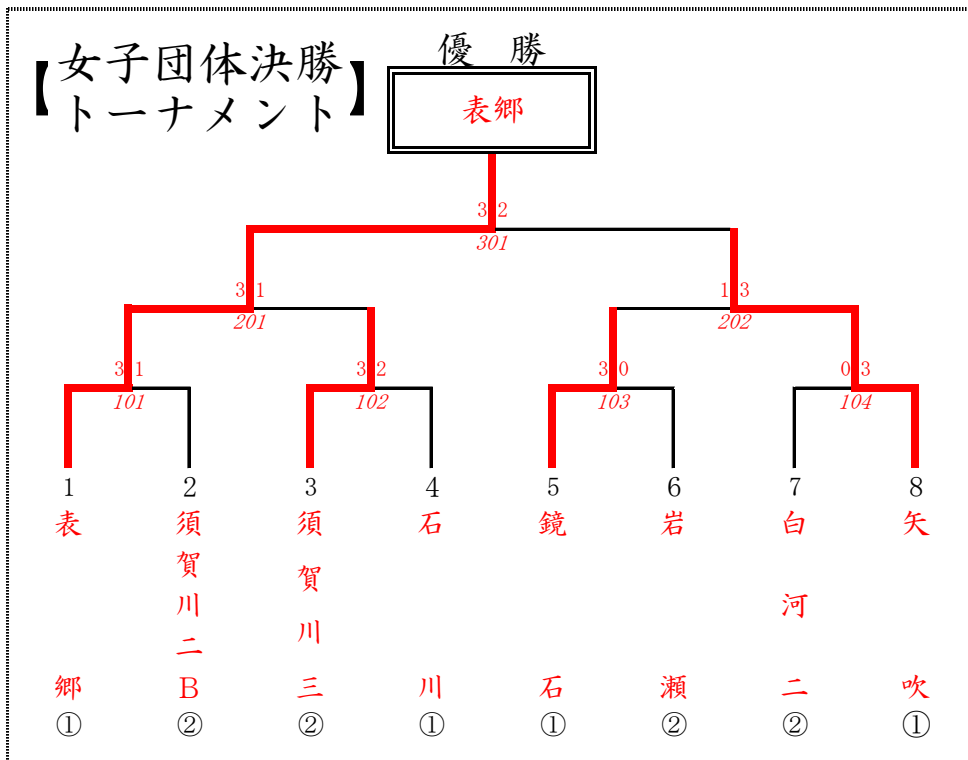 優　勝
【女子団体決勝
トーナメント】
表郷
3 2
301
3 1
201
1 3
202
3 1
101
3 2
102
3 0
103
0 3
104
1 2 3 4 5 6 7 8
表郷①
須賀川二B②
須賀川三②
石川①
鏡石①
岩瀬②
白河二②
矢吹①